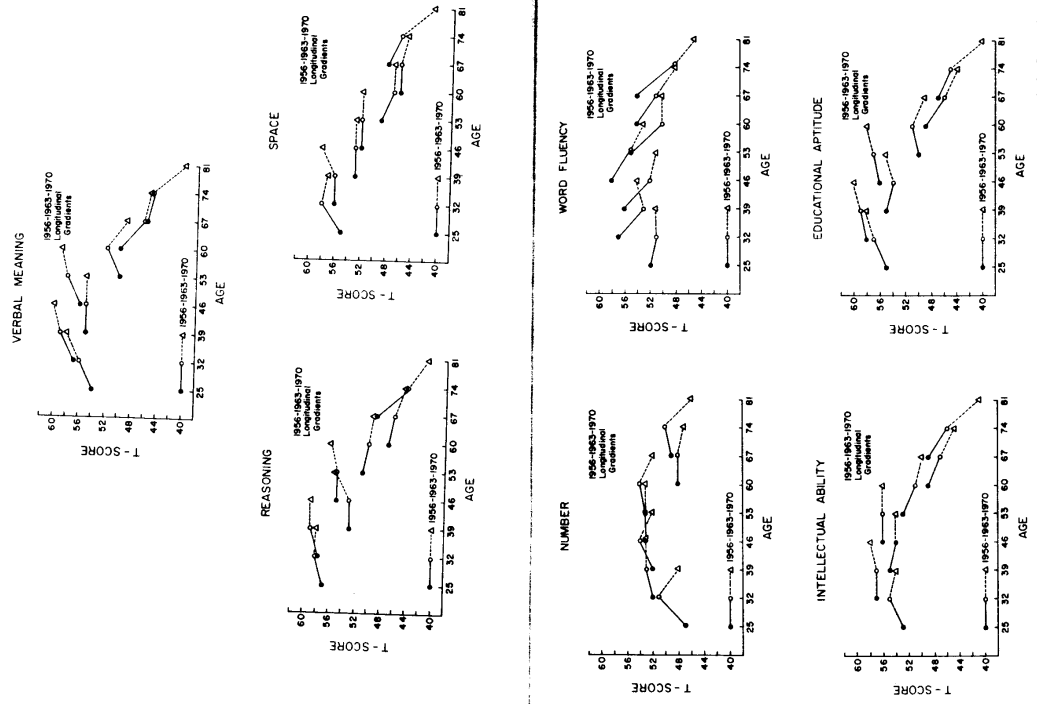 VERBAL MEANING
1956-1963-1970
Longitudinal
Gradients
T - SCORE
60
56
52
48
44
40
1956-1963-1970
25 32 39 46 53 60 67 74 81
AGE
REASONING
1956-1963-1970
Longitudinal
Gradients
T - SCORE
60
56
52
48
44
40
1956-1963-1970
25 32 39 46 53 60 67 74 81
AGE
SPACE
1956-1963-1970
Longitudinal
Gradients
T - SCORE
60
56
52
48
44
40
1956-1963-1970
25 32 39 46 53 60 67 74 81
AGE
NUMBER
1956-1963-1970
Longitudinal
Gradients
T - SCORE
60
56
52
48
44
40
1956-1963-1970
25 32 39 46 53 60 67 74 81
AGE
WORD FLUENCY
1956-1963-1970
Longitudinal
Gradients
T - SCORE
60
56
52
48
44
40
1956-1963-1970
25 32 39 46 53 60 67 74 81
AGE
INTELLECTUAL ABILITY
1956-1963-1970
Longitudinal
Gradients
T - SCORE
60
56
52
48
44
40
1956-1963-1970
25 32 39 46 53 60 67 74 81
AGE
EDUCATIONAL APTITUDE
1956-1963-1970
Longitudinal
Gradients
T - SCORE
60
56
52
48
44
40
1956-1963-1970
25 32 39 46 53 60 67 74 81
AGE